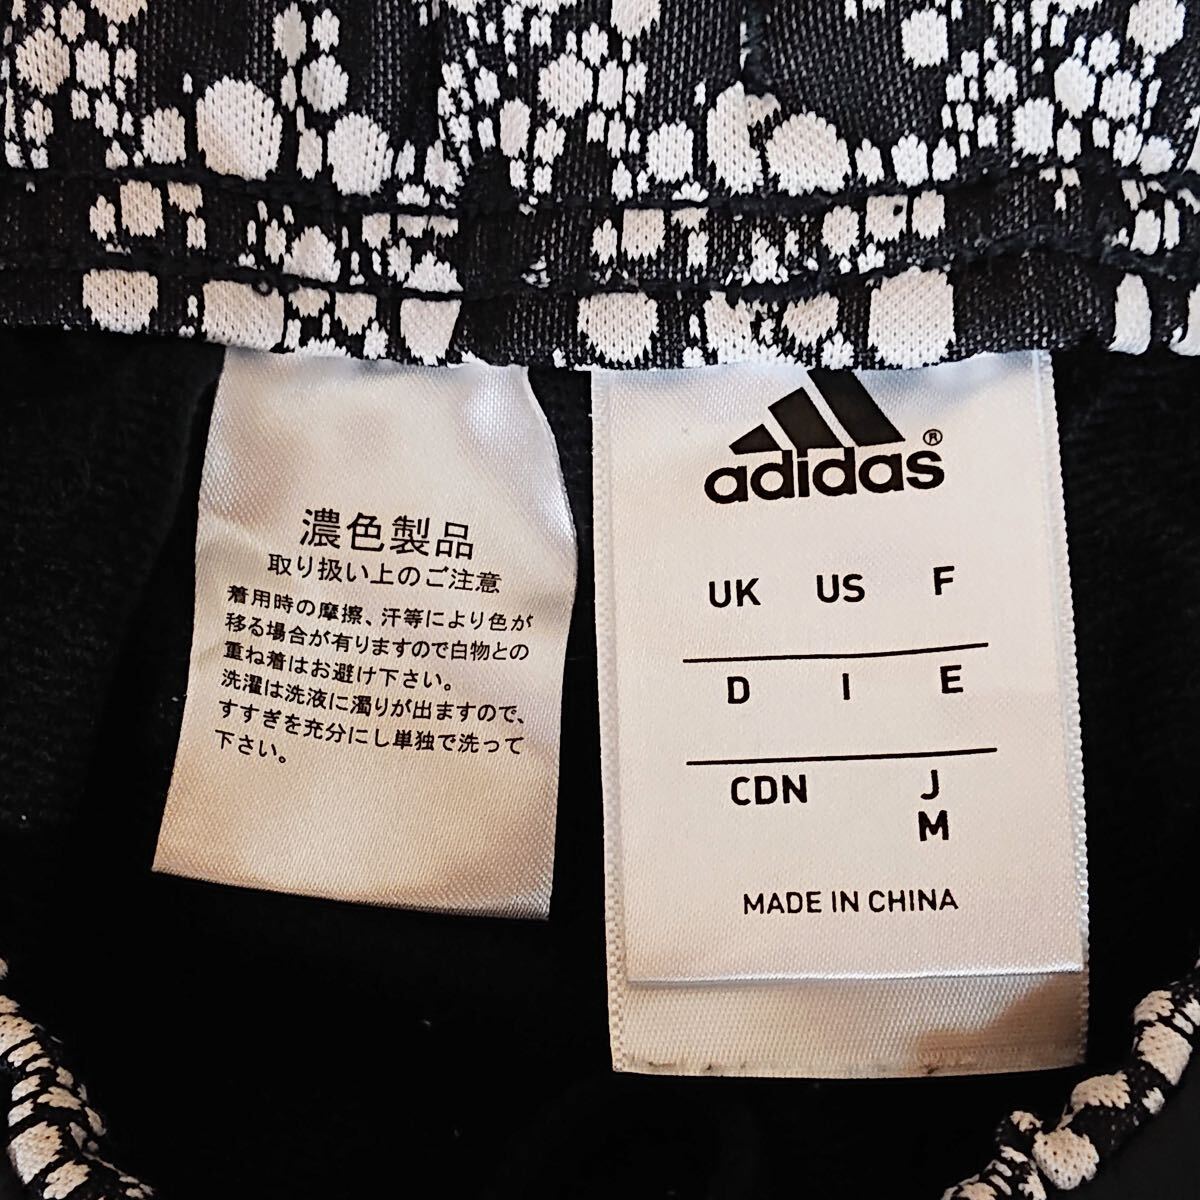 濃色製品
取り扱い上のご注意
着用時の摩擦、汗等により色が
移る場合が有りますので白物との
重ね着はお避け下さい。
洗濯は洗液に濁りが出ますので、
すすぎを充分にし単独で洗って
下さい。
adidas®
UK US F
D I E
CDN J
M
MADE IN CHINA